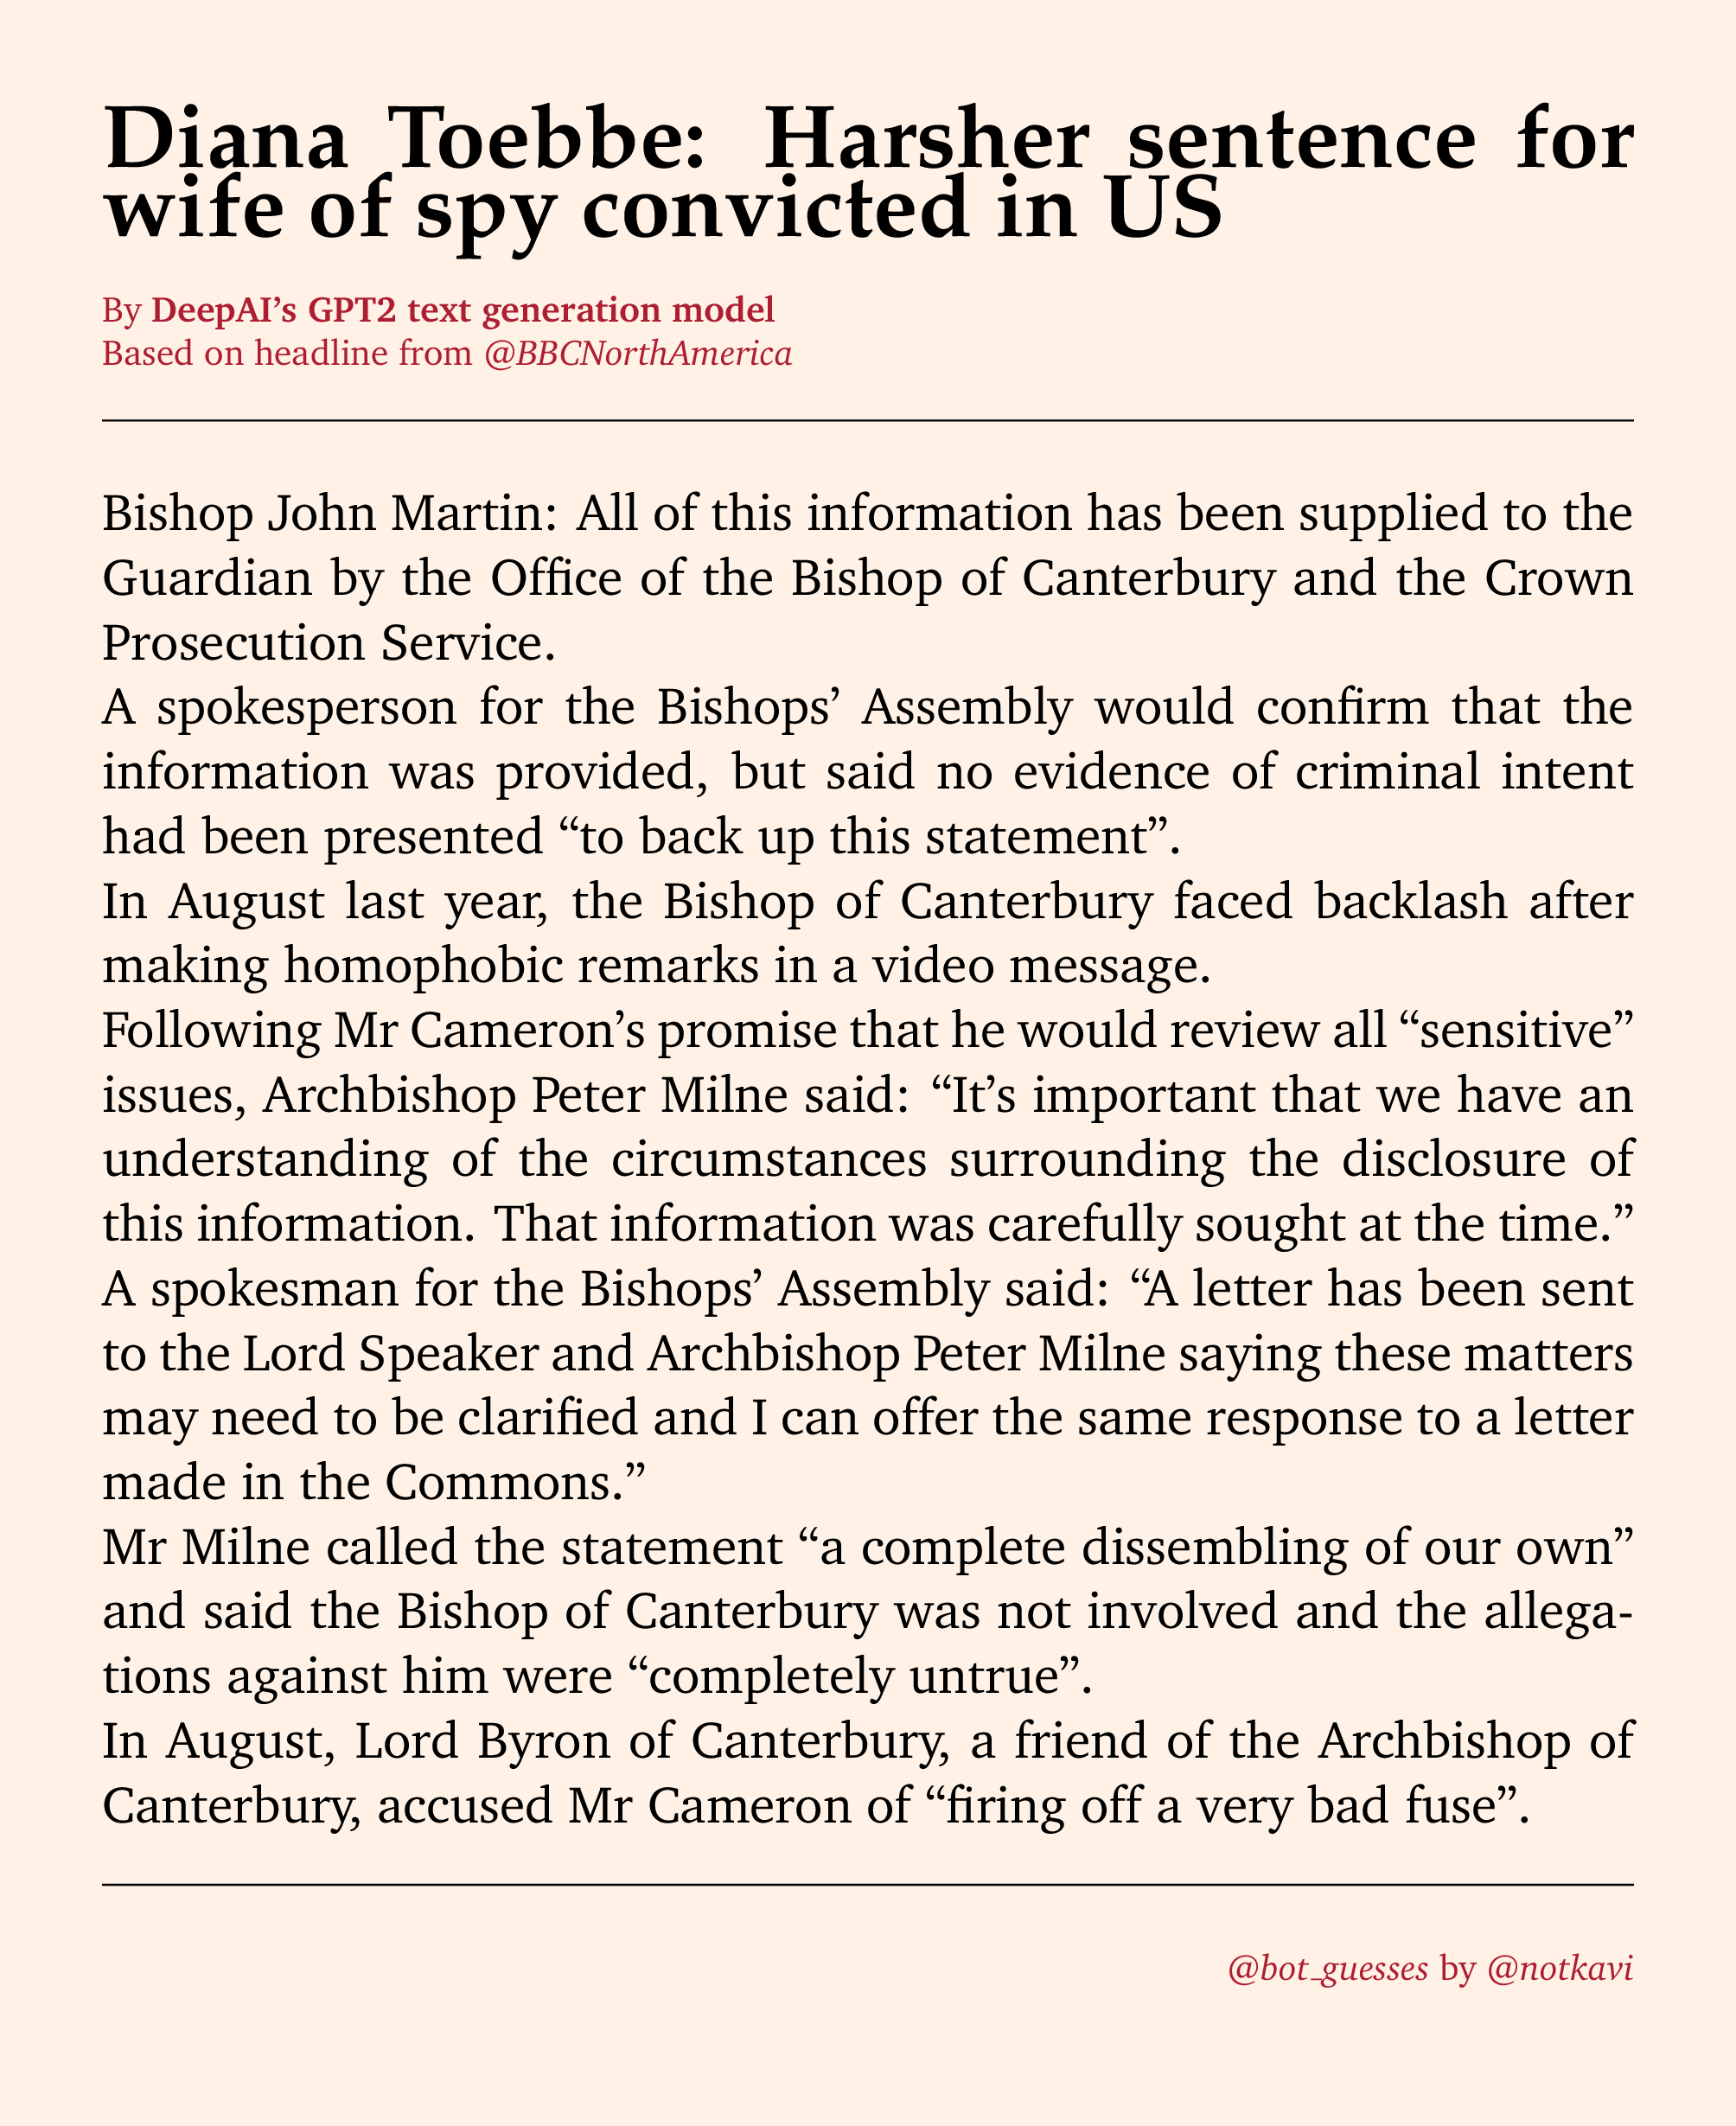 Diana Toebbe: Harsher sentence for
wife of spy convicted in US
By DeepAI’s GPT2 text generation model
Based on headline from @BBCNorthAmerica
Bishop John Martin: All of this information has been supplied to the
Guardian by the Office of the Bishop of Canterbury and the Crown
Prosecution Service.
A spokesperson for the Bishops’ Assembly would confirm that the
information was provided, but said no evidence of criminal intent
had been presented “to back up this statement”.
In August last year, the Bishop of Canterbury faced backlash after
making homophobic remarks in a video message.
Following Mr Cameron’s promise that he would review all “sensitive”
issues, Archbishop Peter Milne said: “It’s important that we have an
understanding of the circumstances surrounding the disclosure of
this information. That information was carefully sought at the time.”
A spokesman for the Bishops’ Assembly said: “A letter has been sent
to the Lord Speaker and Archbishop Peter Milne saying these matters
may need to be clarified and I can offer the same response to a letter
made in the Commons.”
Mr Milne called the statement “a complete dissembling of our own”
and said the Bishop of Canterbury was not involved and the allega-
tions against him were “completely untrue”.
In August, Lord Byron of Canterbury, a friend of the Archbishop of
Canterbury, accused Mr Cameron of “firing off a very bad fuse”.
@bot_guesses by @notkavi